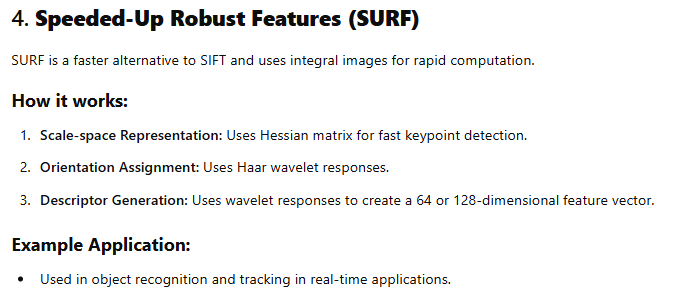 4. Speeded-Up Robust Features (SURF)
SURF is a faster alternative to SIFT and uses integral images for rapid computation.
How it works:
1. Scale-space Representation: Uses Hessian matrix for fast keypoint detection.
2. Orientation Assignment: Uses Haar wavelet responses.
3. Descriptor Generation: Uses wavelet responses to create a 64 or 128-dimensional feature vector.
Example Application:
• Used in object recognition and tracking in real-time applications.